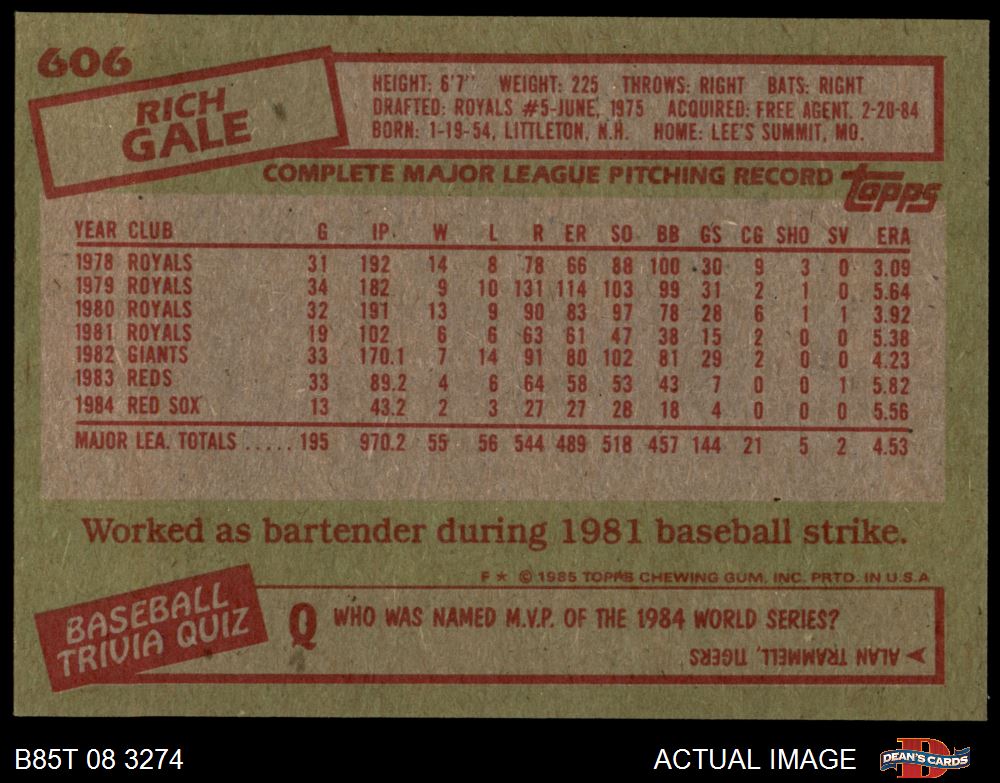 606
RICH
GALE
HEIGHT: 6'7" WEIGHT: 225 THROWS: RIGHT BATS: RIGHT
DRAFTED: ROYALS #5-JUNE, 1975 ACQUIRED: FREE AGENT. 2-20-84
BORN: 1-19-54, LITTLETON, N.H. HOME: LEE'S SUMMIT, MO.
COMPLETE MAJOR LEAGUE PITCHING RECORD
TOPPS
YEAR CLUB G IP W L R ER SO BB GS CG SHO SV ERA
1978 ROYALS 31 192 14 8 78 66 88 100 30 9 3 0 3.09
1979 ROYALS 34 182 9 10 131 114 103 99 31 2 1 0 5.64
1980 ROYALS 32 191 13 9 90 83 97 78 28 6 1 1 3.92
1981 ROYALS 19 102 6 6 63 61 47 38 15 2 0 0 5.38
1982 GIANTS 33 170.1 7 14 91 80 102 81 29 2 0 0 4.23
1983 REDS 33 89.2 4 6 64 58 53 43 7 0 0 1 5.82
1984 RED SOX 13 43.2 2 3 27 27 28 18 4 0 0 0 5.56
MAJOR LEA. TOTALS ..... 195 970.2 55 56 544 489 518 457 144 21 5 2 4.53
Worked as bartender during 1981 baseball strike.
F ★ © 1985 TOPPS CHEWING GUM, INC. PRTD. IN U.S.A
BASEBALL
TRIVIA QUIZ
Q WHO WAS NAMED M.V.P. OF THE 1984 WORLD SERIES?
ALAN TRAMMELL, TIGERS
B85T 08 3274
ACTUAL IMAGE
DEAN'S CARDS